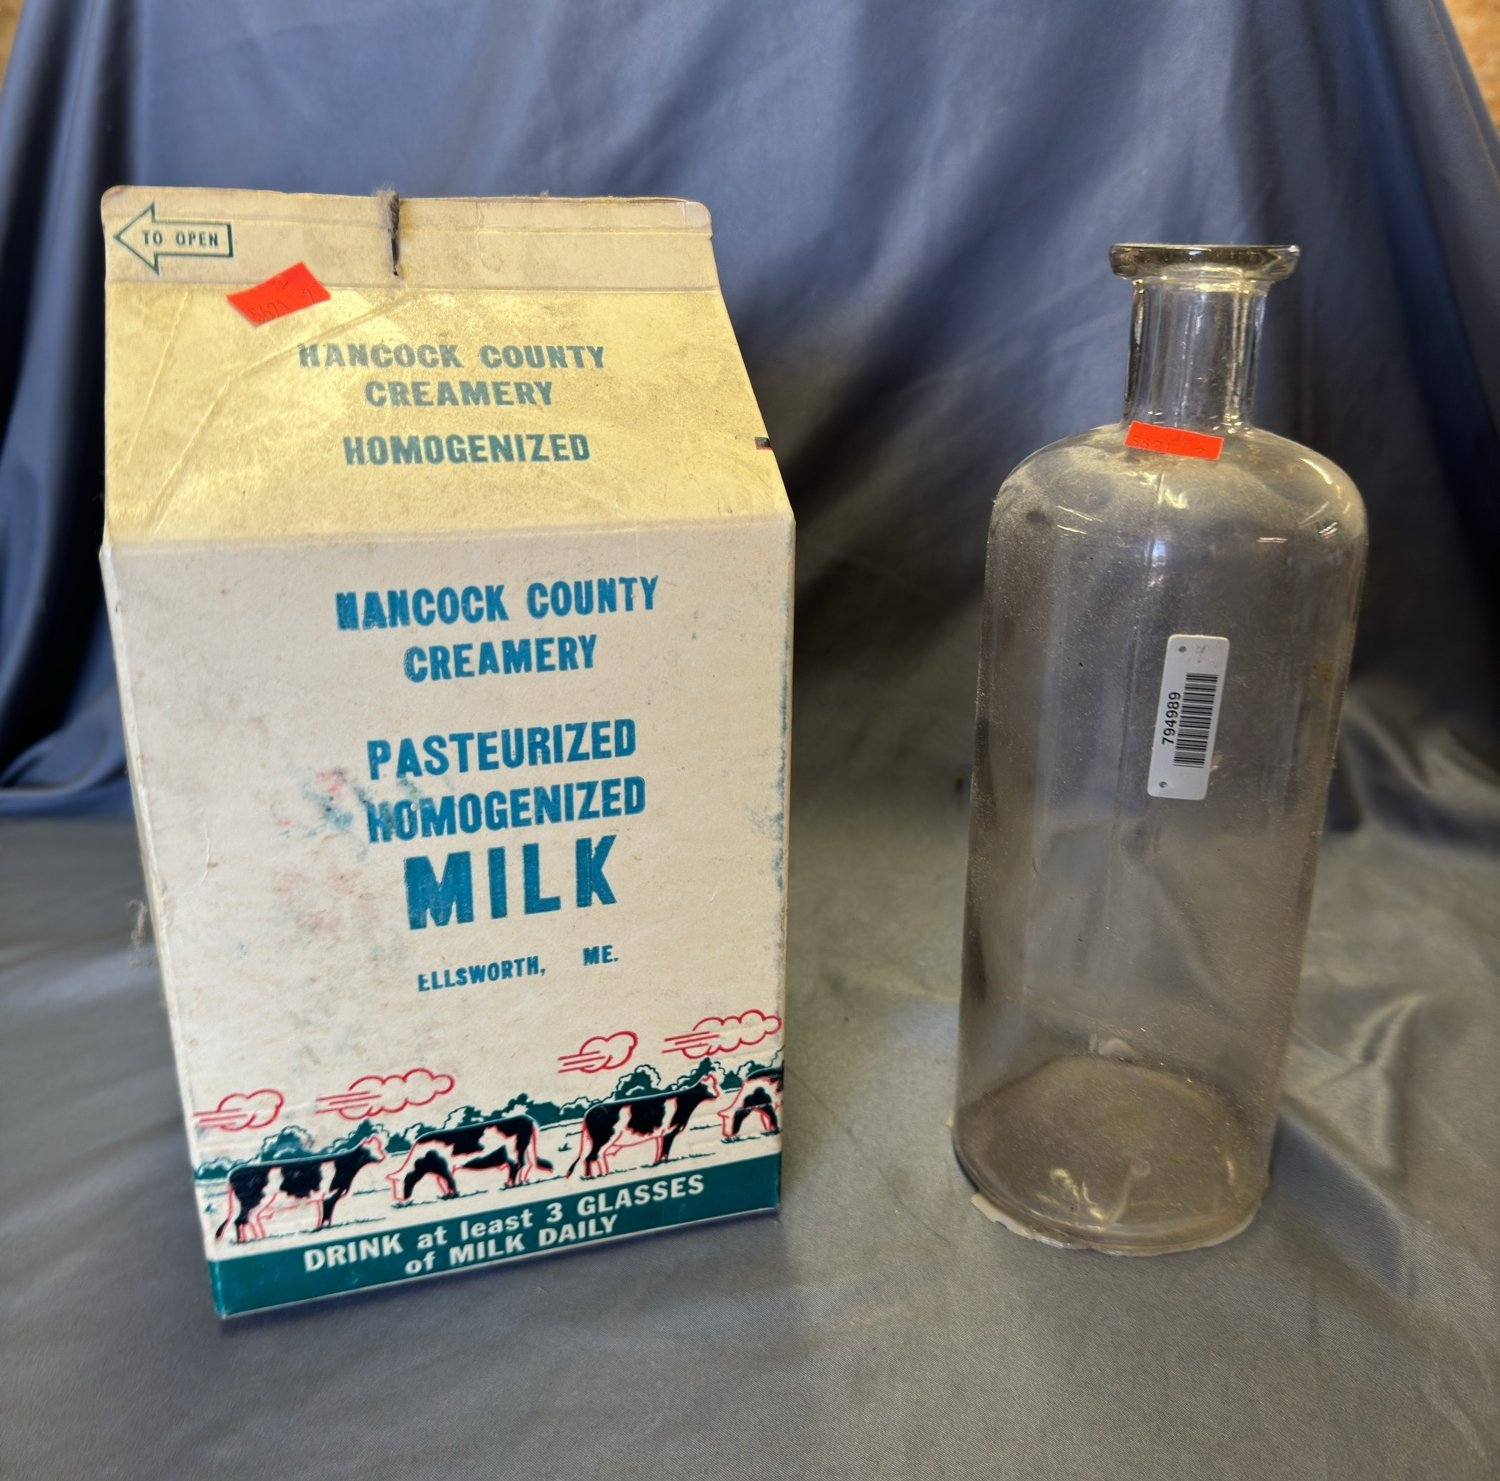 TO OPEN
HANCOCK COUNTY
CREAMERY
HOMOGENIZED
HANCOCK COUNTY
CREAMERY
PASTEURIZED
HOMOGENIZED
MILK
ELLSWORTH, ME.
DRINK at least 3 GLASSES
of MILK DAILY
794989